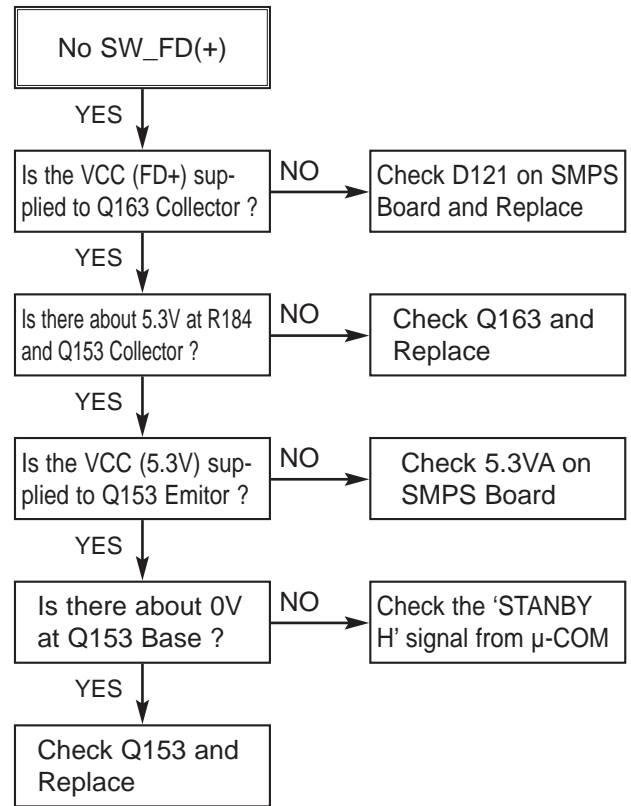 No SW_FD(+)
YES
Is the VCC (FD+) sup-
plied to Q163 Collector ?
NO
Check D121 on SMPS
Board and Replace
YES
Is there about 5.3V at R184
and Q153 Collector ?
NO
Check Q163 and
Replace
YES
Is the VCC (5.3V) sup-
plied to Q153 Emitor ?
NO
Check 5.3VA on
SMPS Board
YES
Is there about 0V
at Q153 Base ?
NO
Check the ‘STANBY
H’ signal from µ-COM
YES
Check Q153 and
Replace